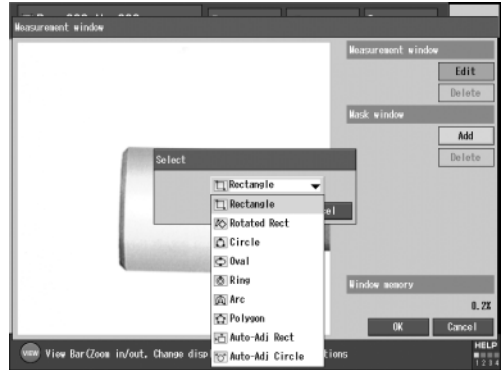 Measurement window
Measurement window
Edit
Delete
Mask window
Add
Delete
Select
Rectangle
Rectangle
Rotated Rect
Circle
Oval
Ring
Arc
Polygon
Auto-Adj Rect
Auto-Adj Circle
Window memory
0.2%
OK
Cancel
VIEW View Bar(Zoom in/out, Change disp
HELP
1 2 3 4